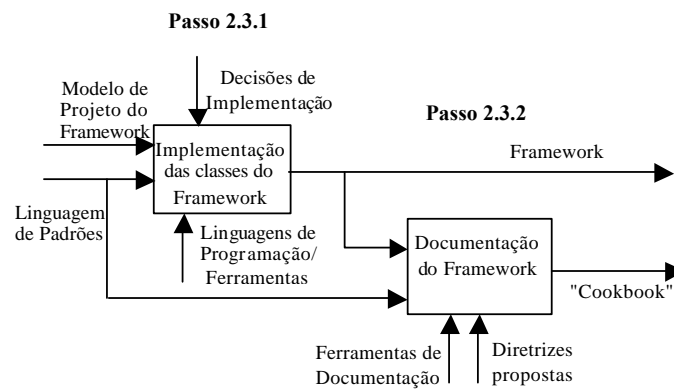 Passo 2.3.1
Modelo de
Projeto do
Framework
Decisões de
Implementação
Passo 2.3.2
Implementação
das classes do
Framework
Framework
Linguagem
de Padrões
Linguagens de
Programação/
Ferramentas
Documentação
do Framework
"Cookbook"
Ferramentas de
Documentação
Diretrizes
propostas